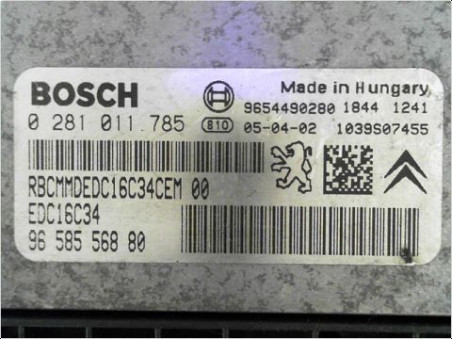 BOSCH
Made in Hungary
9654490280 1844 1241
0 281 011.785 810 05-04-02 1039S07455
RBCMMDEDC16C34CEM 00
EDC16C34
96 585 568 80